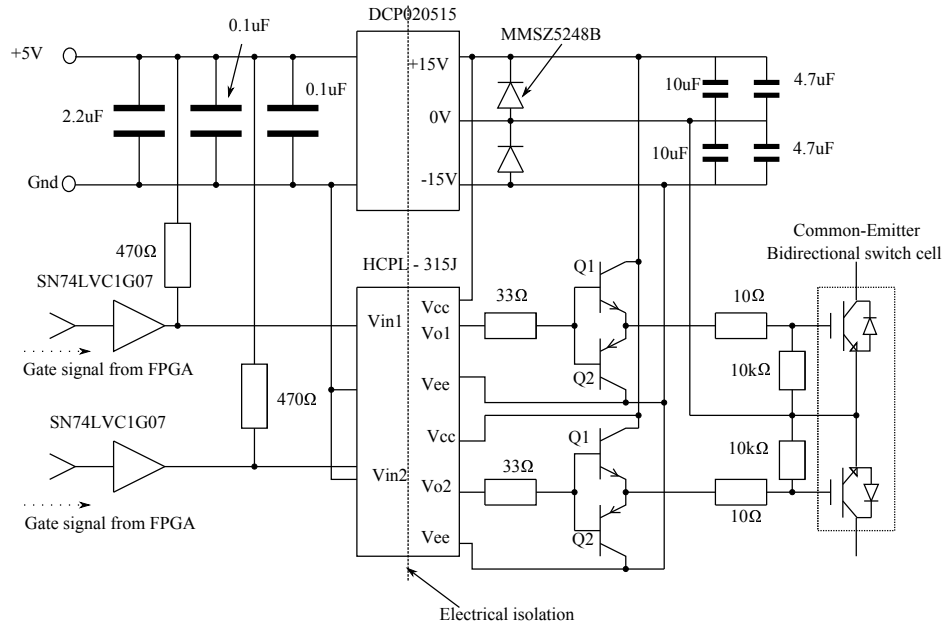 DCP020515
0.1uF
MMSZ5248B
+5V
+15V
0.1uF
10uF
4.7uF
2.2uF
0V
10uF
4.7uF
Gnd
-15V
470Ω
HCPL - 315J
Common-Emitter
Bidirectional switch cell
SN74LVC1G07
Q1
33Ω
10Ω
Vcc
Vin1
Vo1
Gate signal from FPGA
Q2
10kΩ
Vee
470Ω
SN74LVC1G07
Vcc
Q1
10kΩ
33Ω
Vin2
Vo2
10Ω
Gate signal from FPGA
Vee
Q2
Electrical isolation